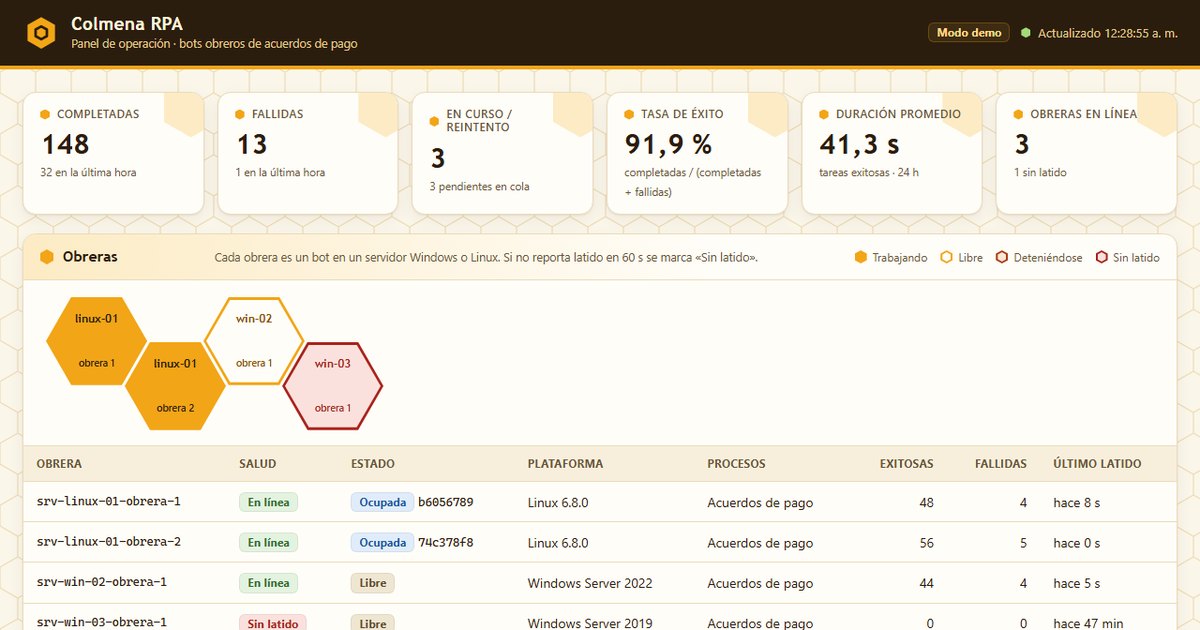 Colmena RPA
Panel de operación · bots obreros de acuerdos de pago
Modo demo
Actualizado 12:28:55 a. m.
COMPLETADAS
148
32 en la última hora
FALLIDAS
13
1 en la última hora
EN CURSO /
REINTENTO
3
3 pendientes en cola
TASA DE ÉXITO
91,9 %
completadas / (completadas
+ fallidas)
DURACIÓN PROMEDIO
41,3 s
tareas exitosas · 24 h
OBRERAS EN LÍNEA
3
1 sin latido
Obreras
Cada obrera es un bot en un servidor Windows o Linux. Si no reporta latido en 60 s se marca «Sin latido».
Trabajando
Libre
Deteniéndose
Sin latido
linux-01
obrera 1
linux-01
obrera 2
win-02
obrera 1
win-03
obrera 1
OBRERA SALUD ESTADO PLATAFORMA PROCESOS EXITOSAS FALLIDAS ÚLTIMO LATIDO
srv-linux-01-obrera-1 En línea Ocupada b6056789 Linux 6.8.0 Acuerdos de pago 48 4 hace 8 s
srv-linux-01-obrera-2 En línea Ocupada 74c378f8 Linux 6.8.0 Acuerdos de pago 56 5 hace 0 s
srv-win-02-obrera-1 En línea Libre Windows Server 2022 Acuerdos de pago 44 4 hace 5 s
srv-win-03-obrera-1 Sin latido Libre Windows Server 2019 Acuerdos de pago 0 0 hace 47 min